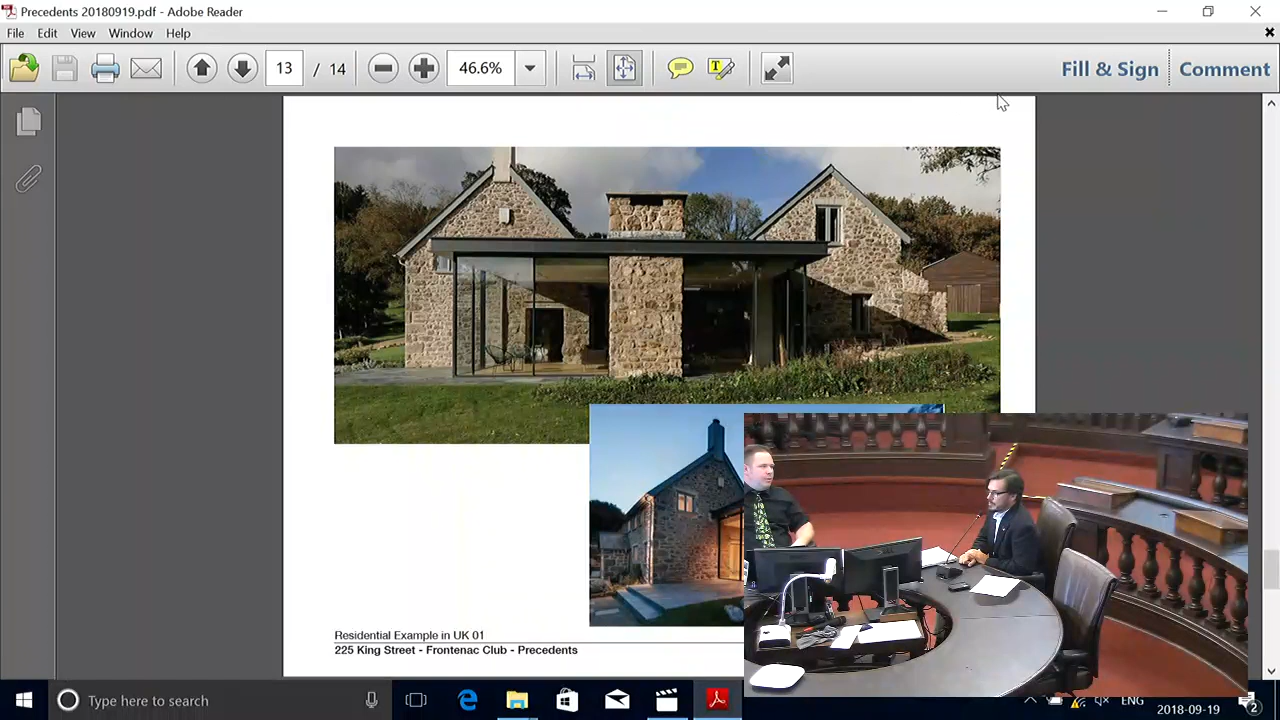 Precedents 20180919.pdf - Adobe Reader
File Edit View Window Help
13 / 14 46.6% Fill & Sign Comment
Residential Example in UK 01
225 King Street - Frontenac Club - Precedents
Type here to search
ENG
2018-09-19
2